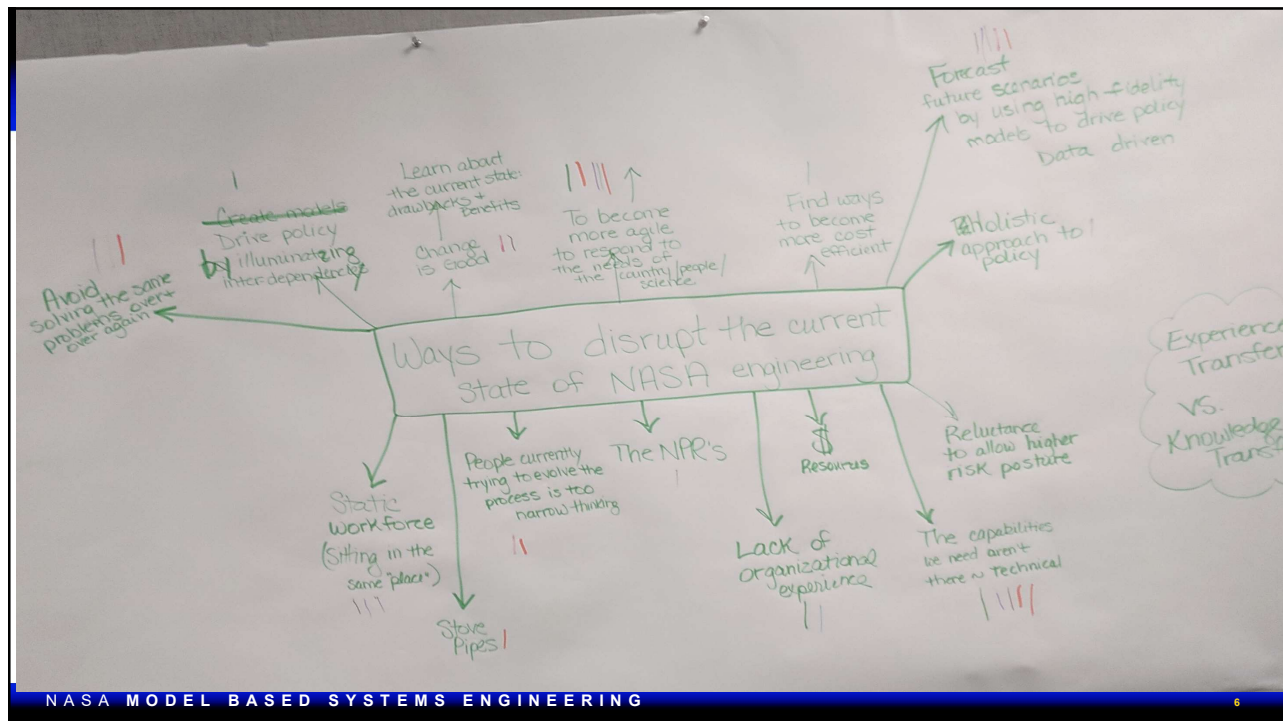 Forcast
future scenarios
by using high-fidelity
models to drive policy
Data driven
Learn about
the current state:
drawbacks +
benefits
Change
is Good
To become
more agile
to respond to
the needs of
the country/people/
science
Find ways
to become
more cost
efficient
Holistic
approach to
policy
Create models
Drive policy
by illuminating
inter-dependency
Avoid
solving the same
problems over +
over again
Ways to disrupt the current
State of NASA engineering
Experience
Transfer
vs.
Knowledge
Transf
Static
workforce
(Sitting in the
same "place")
Stove
Pipes
People currently
trying to evolve the
process is too
narrow thinking
The NPR's
Lack of
organizational
experience
$
Resources
The capabilities
we need aren't
there ~ Technical
Reluctance
to allow higher
risk posture
NASA MODEL BASED SYSTEMS ENGINEERING
6